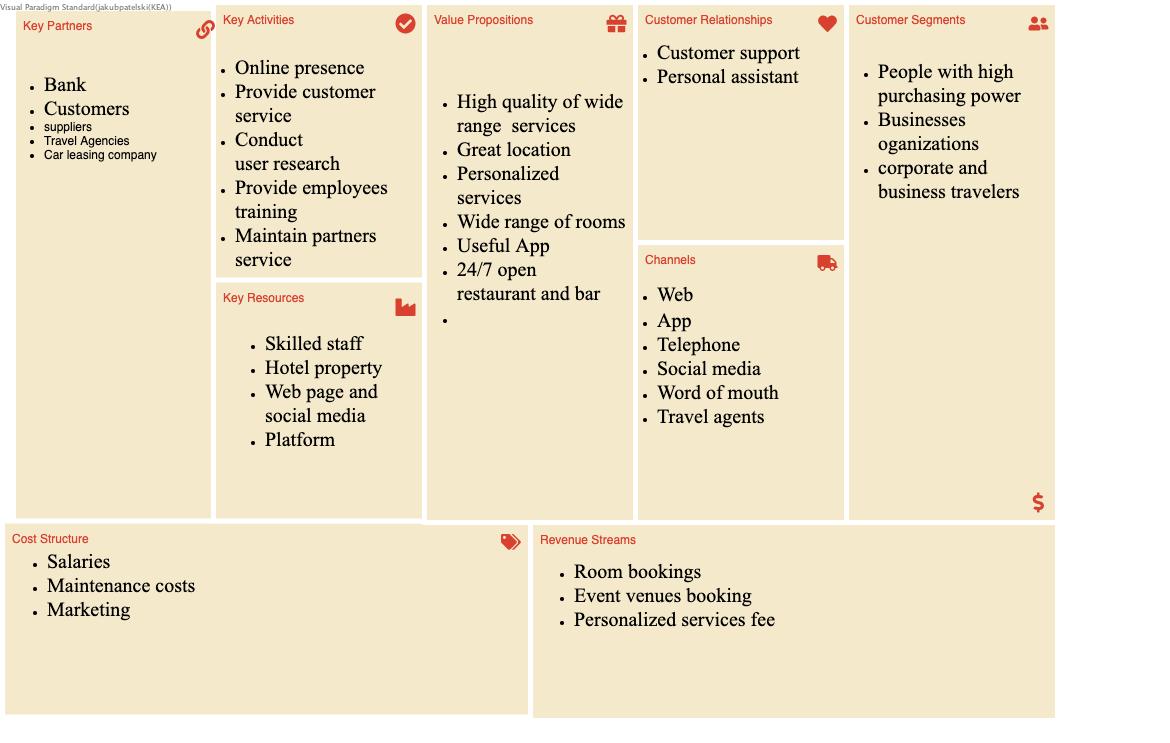 Visual Paradigm Standard(jakubpatelski(KEA))
Key Partners
• Bank
• Customers
• suppliers
• Travel Agencies
• Car leasing company
Key Activities
• Online presence
• Provide customer
service
• Conduct
user research
• Provide employees
training
• Maintain partners
service
Key Resources
• Skilled staff
• Hotel property
• Web page and
social media
• Platform
Value Propositions
• High quality of wide
range services
• Great location
• Personalized
services
• Wide range of rooms
• Useful App
• 24/7 open
restaurant and bar
•
Customer Relationships
• Customer support
• Personal assistant
Channels
• Web
• App
• Telephone
• Social media
• Word of mouth
• Travel agents
Customer Segments
• People with high
purchasing power
• Businesses
oganizations
• corporate and
business travelers
Cost Structure
• Salaries
• Maintenance costs
• Marketing
Revenue Streams
• Room bookings
• Event venues booking
• Personalized services fee